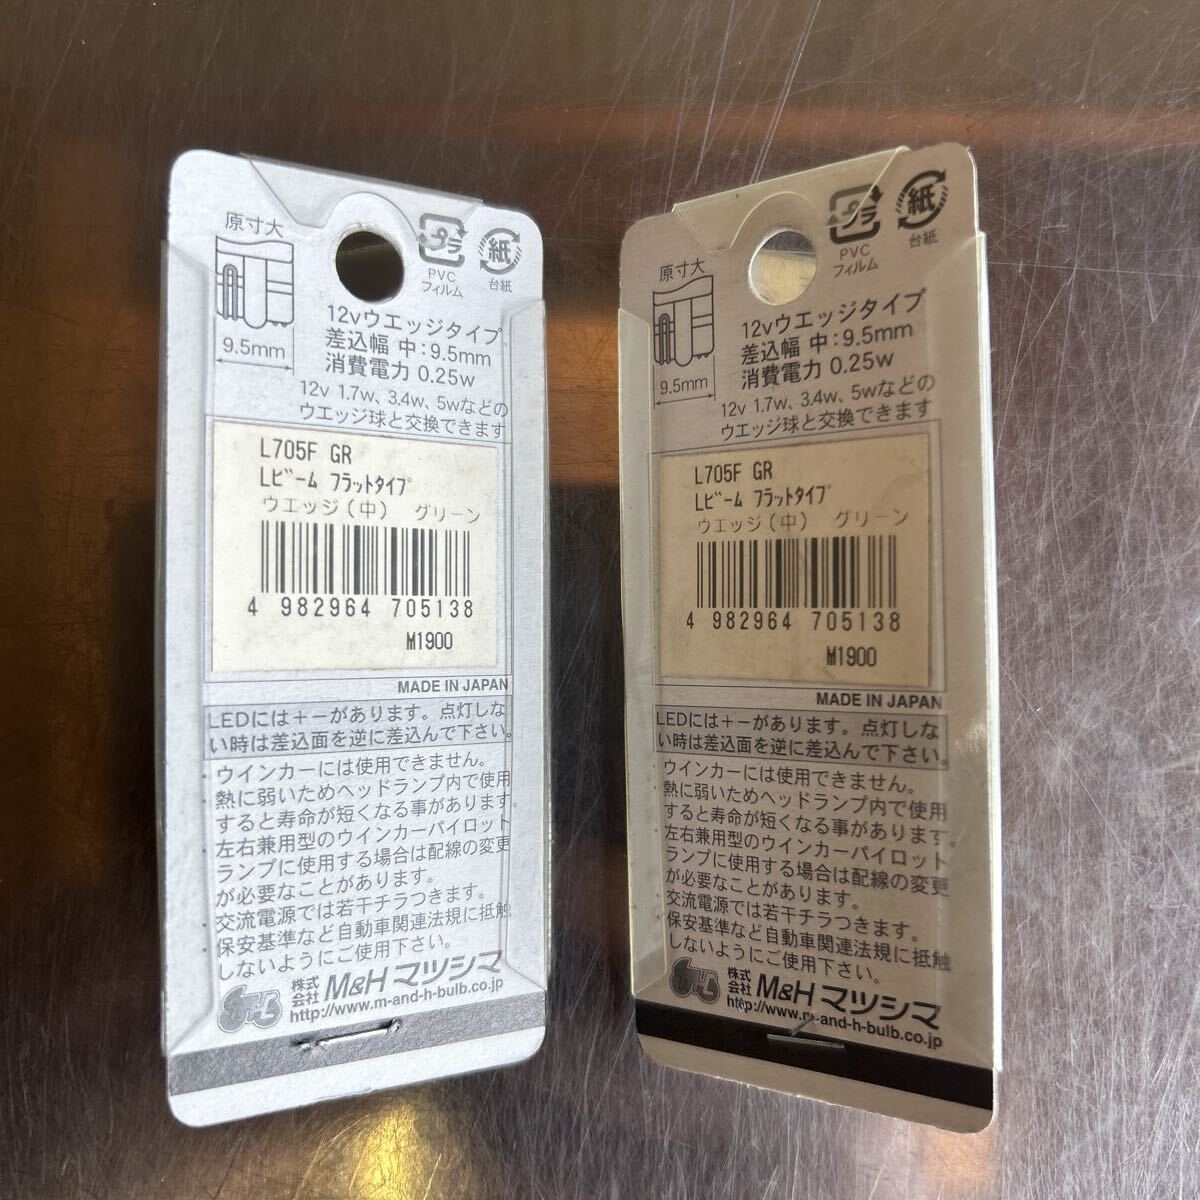 原寸大
プラ
PVC
フィルム
紙
台紙
9.5mm
12vウエッジタイプ
差込幅 中:9.5mm
消費電力 0.25w
12v 1.7w、3.4w、5wなどの
ウエッジ球と交換できます
L705F GR
Lビーム フラットタイプ
ウエッジ(中) グリーン
4 982964 705138
M1900
MADE IN JAPAN
LEDには＋−があります。点灯しな
い時は差込面を逆に差込んで下さい。
ウインカーには使用できません。
熱に弱いためヘッドランプ内で使用
すると寿命が短くなる事があります。
左右兼用型のウインカーパイロット
ランプに使用する場合は配線の変更
が必要なことがあります。
交流電源では若干チラつきます。
保安基準など自動車関連法規に抵触
しないようにご使用下さい。
株式会社 M&H マツシマ
http://www.m-and-h-bulb.co.jp
原寸大
プラ
PVC
フィルム
紙
台紙
9.5mm
12vウエッジタイプ
差込幅 中:9.5mm
消費電力 0.25w
12v 1.7w、3.4w、5wなどの
ウエッジ球と交換できます
L705F GR
Lビーム フラットタイプ
ウエッジ(中) グリーン
4 982964 705138
M1900
MADE IN JAPAN
LEDには＋−があります。点灯しな
い時は差込面を逆に差込んで下さい。
ウインカーには使用できません。
熱に弱いためヘッドランプ内で使用
すると寿命が短くなる事があります。
左右兼用型のウインカーパイロット
ランプに使用する場合は配線の変更
が必要なことがあります。
交流電源では若干チラつきます。
保安基準など自動車関連法規に抵触
しないようにご使用下さい。
株式会社 M&H マツシマ
http://www.m-and-h-bulb.co.jp